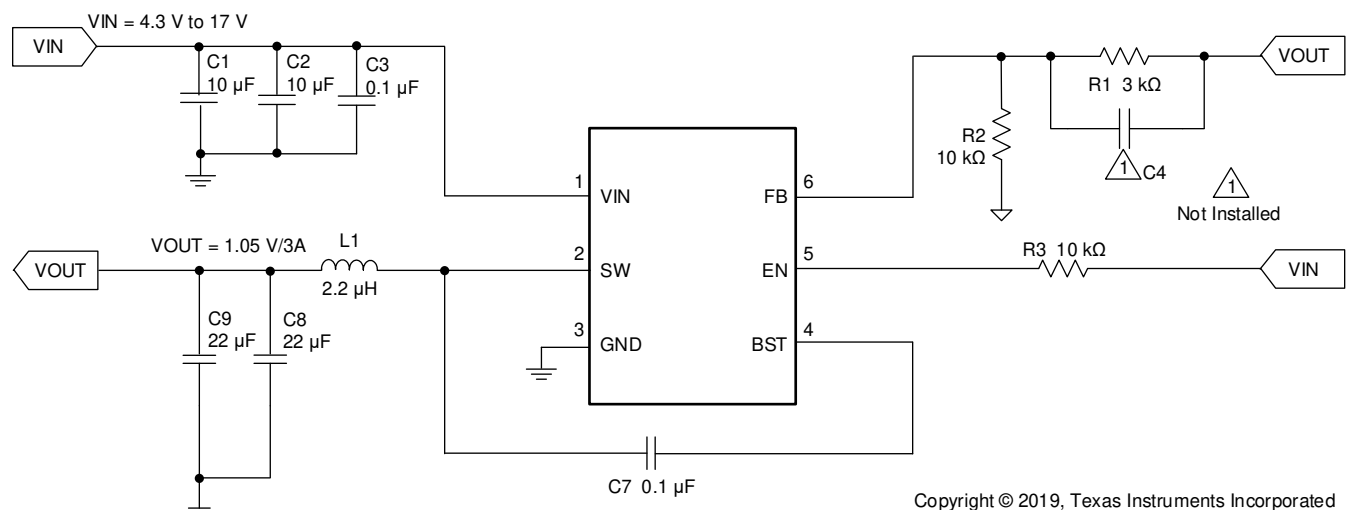 VIN = 4.3 V to 17 V
VIN
C1
10 µF
C2
10 µF
C3
0.1 µF
VOUT
R1 3 kΩ
R2
10 kΩ
1
C4
1
Not Installed
1
VIN
FB
6
VOUT = 1.05 V/3A
L1
2.2 µH
VOUT
2
SW
EN
5
R3 10 kΩ
VIN
C9
22 µF
C8
22 µF
3
GND
BST
4
C7 0.1 µF
Copyright © 2019, Texas Instruments Incorporated